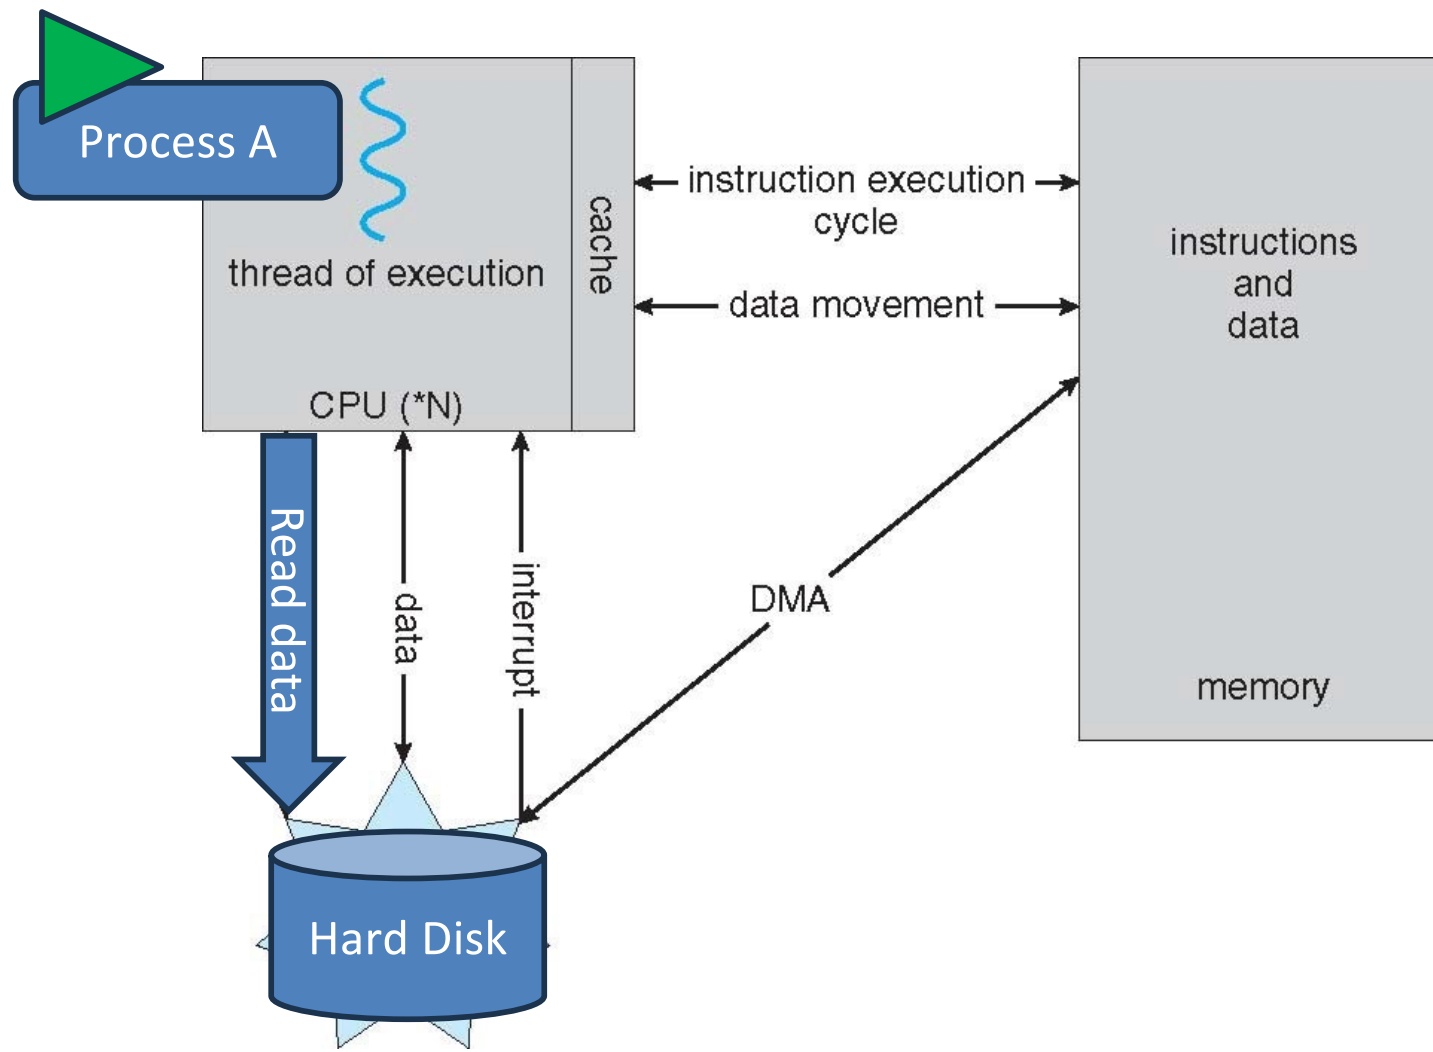 Process A
thread of execution
CPU (*N)
cache
instruction execution
cycle
data movement
instructions
and
data
memory
Read data
data
interrupt
DMA
Hard Disk